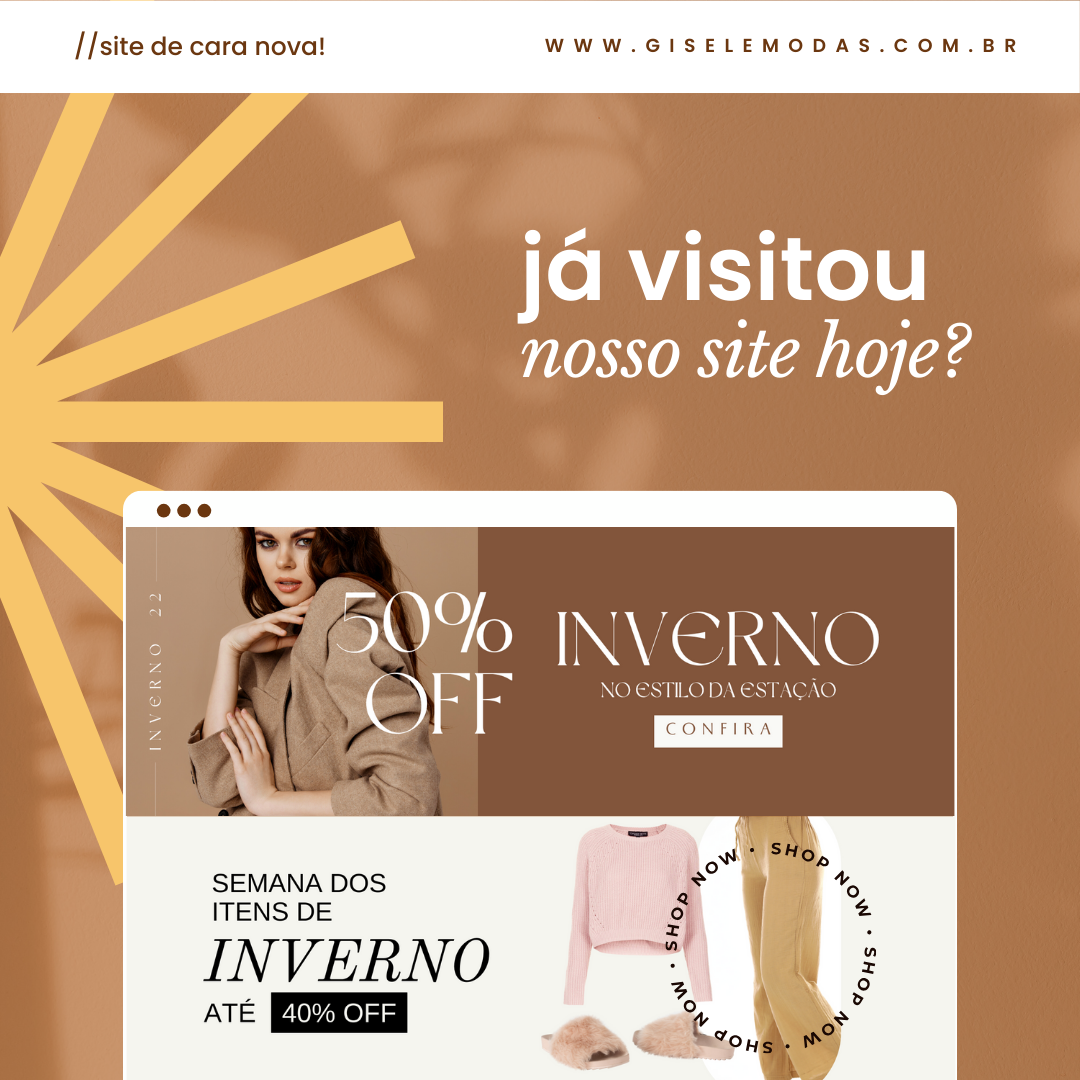 //site de cara nova!
WWW.GISELEMODAS.COM.BR
já visitou
nosso site hoje?
INVERNO 22
50%
OFF
INVERNO
NO ESTILO DA ESTAÇÃO
CONFIRA
SEMANA DOS
ITENS DE
INVERNO
ATÉ 40% OFF
SHOP NOW • SHOP NOW • SHOP NOW • SHOP NOW • SHOP NOW •